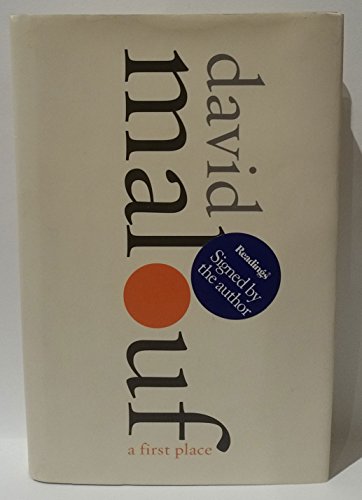 david
malouf
Readings
Signed by
the author
a first place